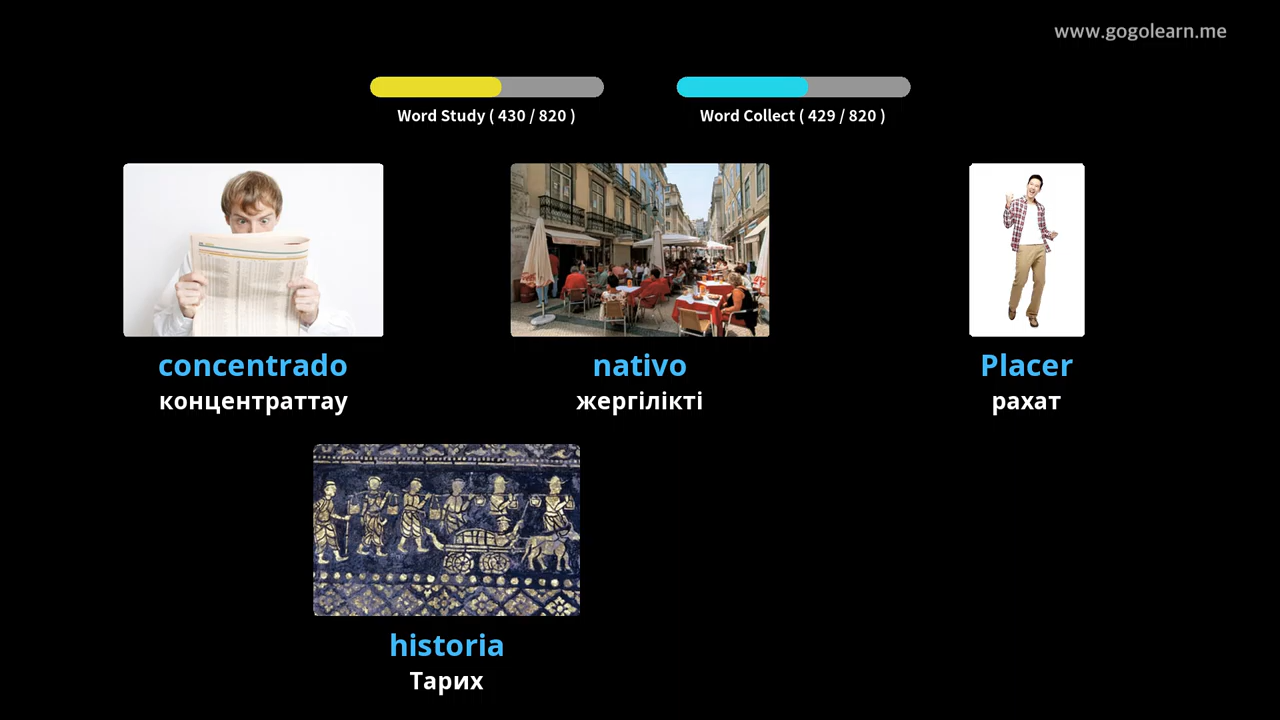 www.gogolearn.me
Word Study ( 430 / 820 )
Word Collect ( 429 / 820 )
concentrado
концентраттау
nativo
жергілікті
Placer
рахат
historia
Тарих